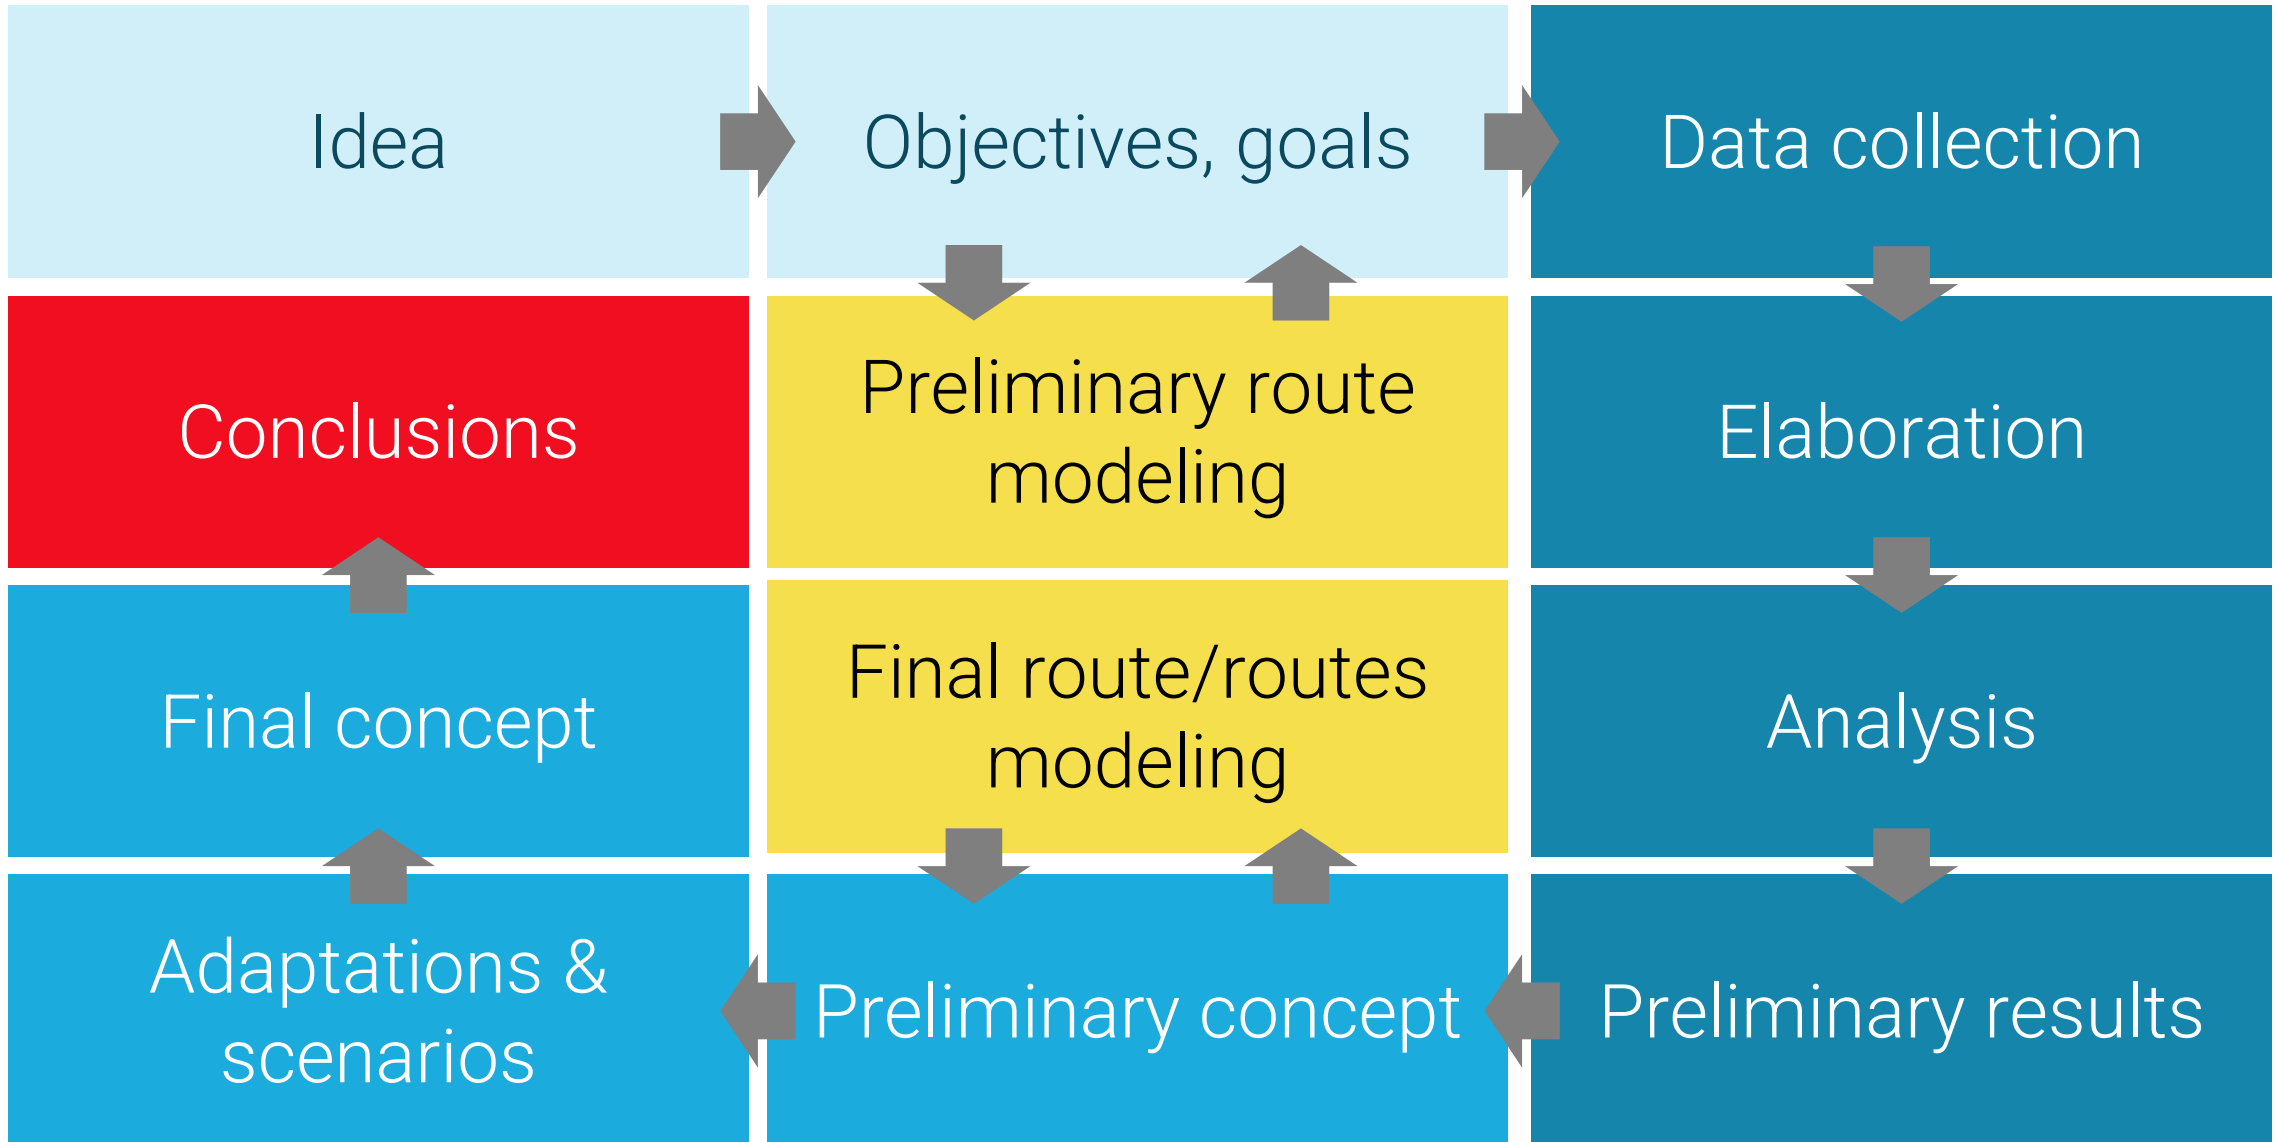 Idea
Objectives, goals
Data collection
Conclusions
Preliminary route
modeling
Elaboration
Final concept
Final route/routes
modeling
Analysis
Adaptations &
scenarios
Preliminary concept
Preliminary results